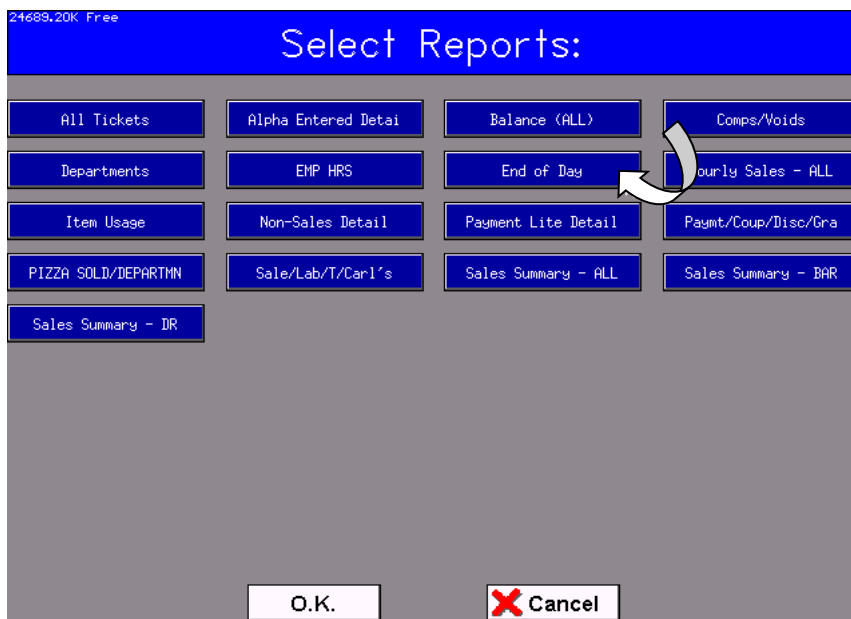 24689.20K Free
Select Reports:
All Tickets
Alpha Entered Detai
Balance (ALL)
Comps/Voids
Departments
EMP HRS
End of Day
ourly Sales - ALL
Item Usage
Non-Sales Detail
Payment Lite Detail
Paymt/Coup/Disc/Gra
PIZZA SOLD/DEPARTMN
Sale/Lab/T/Carl's
Sales Summary - ALL
Sales Summary - BAR
Sales Summary - DR
O.K.
Cancel